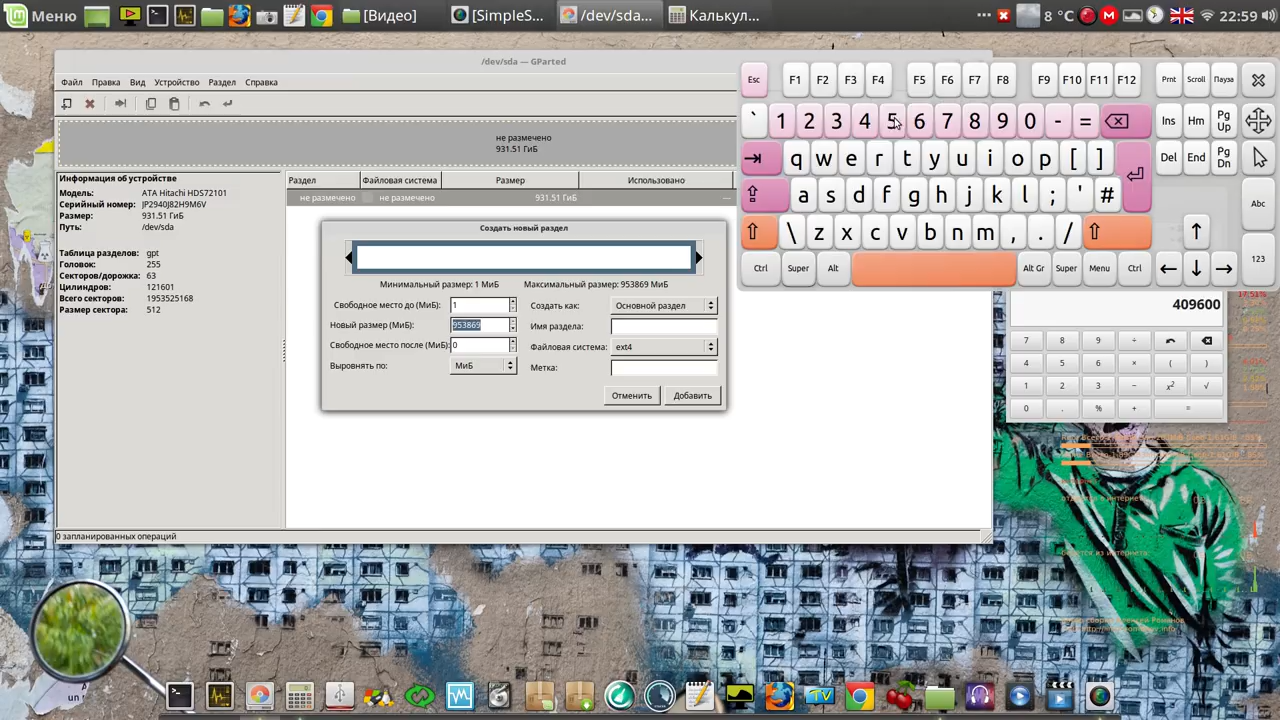 Меню
[Видео]
[SimpleS...
/dev/sda...
Калькул...
8 °C
22:59
/dev/sda — GParted
Файл Правка Вид Устройство Раздел Справка
не размечено
931.51 ГиБ
Информация об устройстве
Модель: ATA Hitachi HDS72101
Серийный номер: JP2940J82H9M6V
Размер: 931.51 ГиБ
Путь: /dev/sda
Таблица разделов: gpt
Головок: 255
Секторов/дорожка: 63
Цилиндров: 121601
Всего секторов: 1953525168
Размер сектора: 512
Раздел Файловая система Размер Использовано
не размечено не размечено 931.51 ГиБ —
Создать новый раздел
Минимальный размер: 1 МиБ Максимальный размер: 953869 МиБ
Свободное место до (МиБ): 1 Создать как: Основной раздел
Новый размер (МиБ): 953869 Имя раздела:
Свободное место после (МиБ): 0 Файловая система: ext4
Выровнять по: МиБ Метка:
Отменить Добавить
0 запланированных операций
Esc F1 F2 F3 F4 F5 F6 F7 F8 F9 F10 F11 F12 Prnt Scroll Пауза
` 1 2 3 4 5 6 7 8 9 0 - = Ins Hm Pg Up
q w e r t y u i o p [ ] Del End Pg Dn
a s d f g h j k l ; ' # Abc
\ z x c v b n m , . /
Ctrl Super Alt Alt Gr Super Menu Ctrl 123
409600
7 8 9 ÷
4 5 6 × ( )
1 2 3 − x² √
0 . % + =
TV